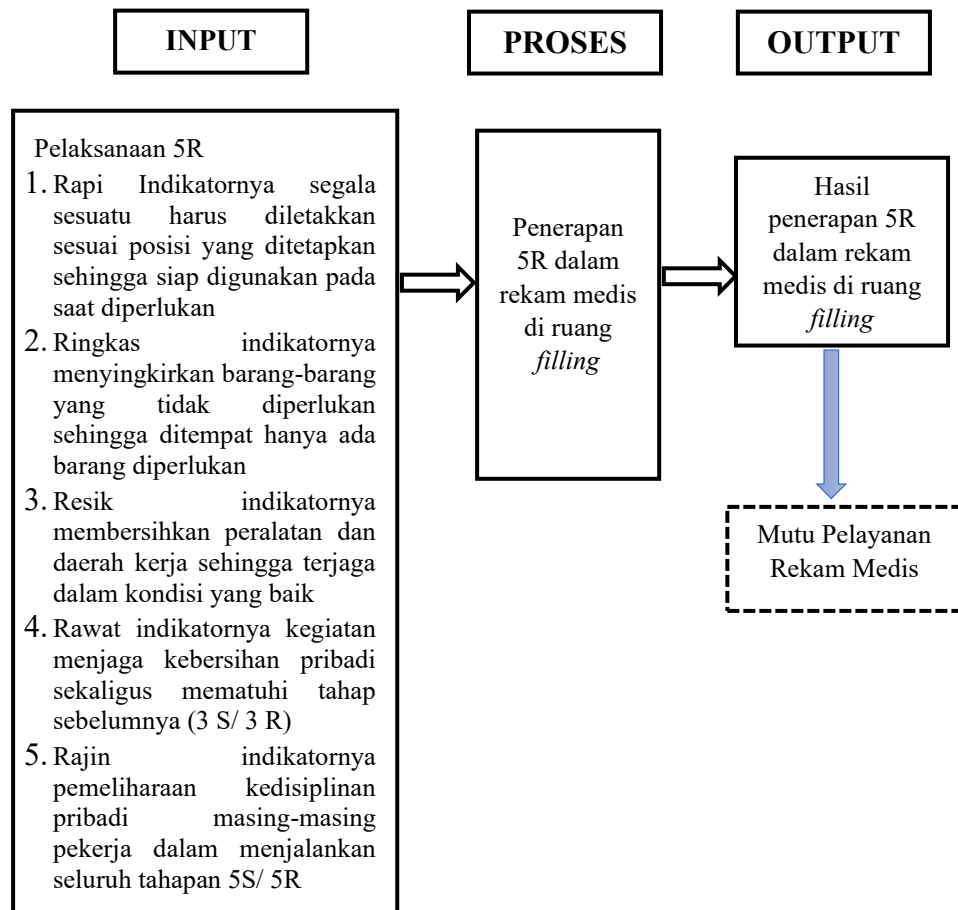 INPUT
PROSES
OUTPUT
Pelaksanaan 5R
1. Rapi Indikatornya segala
sesuatu harus diletakkan
sesuai posisi yang ditetapkan
sehingga siap digunakan pada
saat diperlukan
2. Ringkas indikatornya
menyingkirkan barang-barang
yang tidak diperlukan
sehingga ditempat hanya ada
barang diperlukan
3. Resik indikatornya
membersihkan peralatan dan
daerah kerja sehingga terjaga
dalam kondisi yang baik
4. Rawat indikatornya kegiatan
menjaga kebersihan pribadi
sekaligus mematuhi tahap
sebelumnya (3 S/ 3 R)
5. Rajin indikatornya
pemeliharaan kedisiplinan
pribadi masing-masing
pekerja dalam menjalankan
seluruh tahapan 5S/ 5R
Penerapan
5R dalam
rekam medis
di ruang
filling
Hasil
penerapan 5R
dalam rekam
medis di ruang
filling
Mutu Pelayanan
Rekam Medis